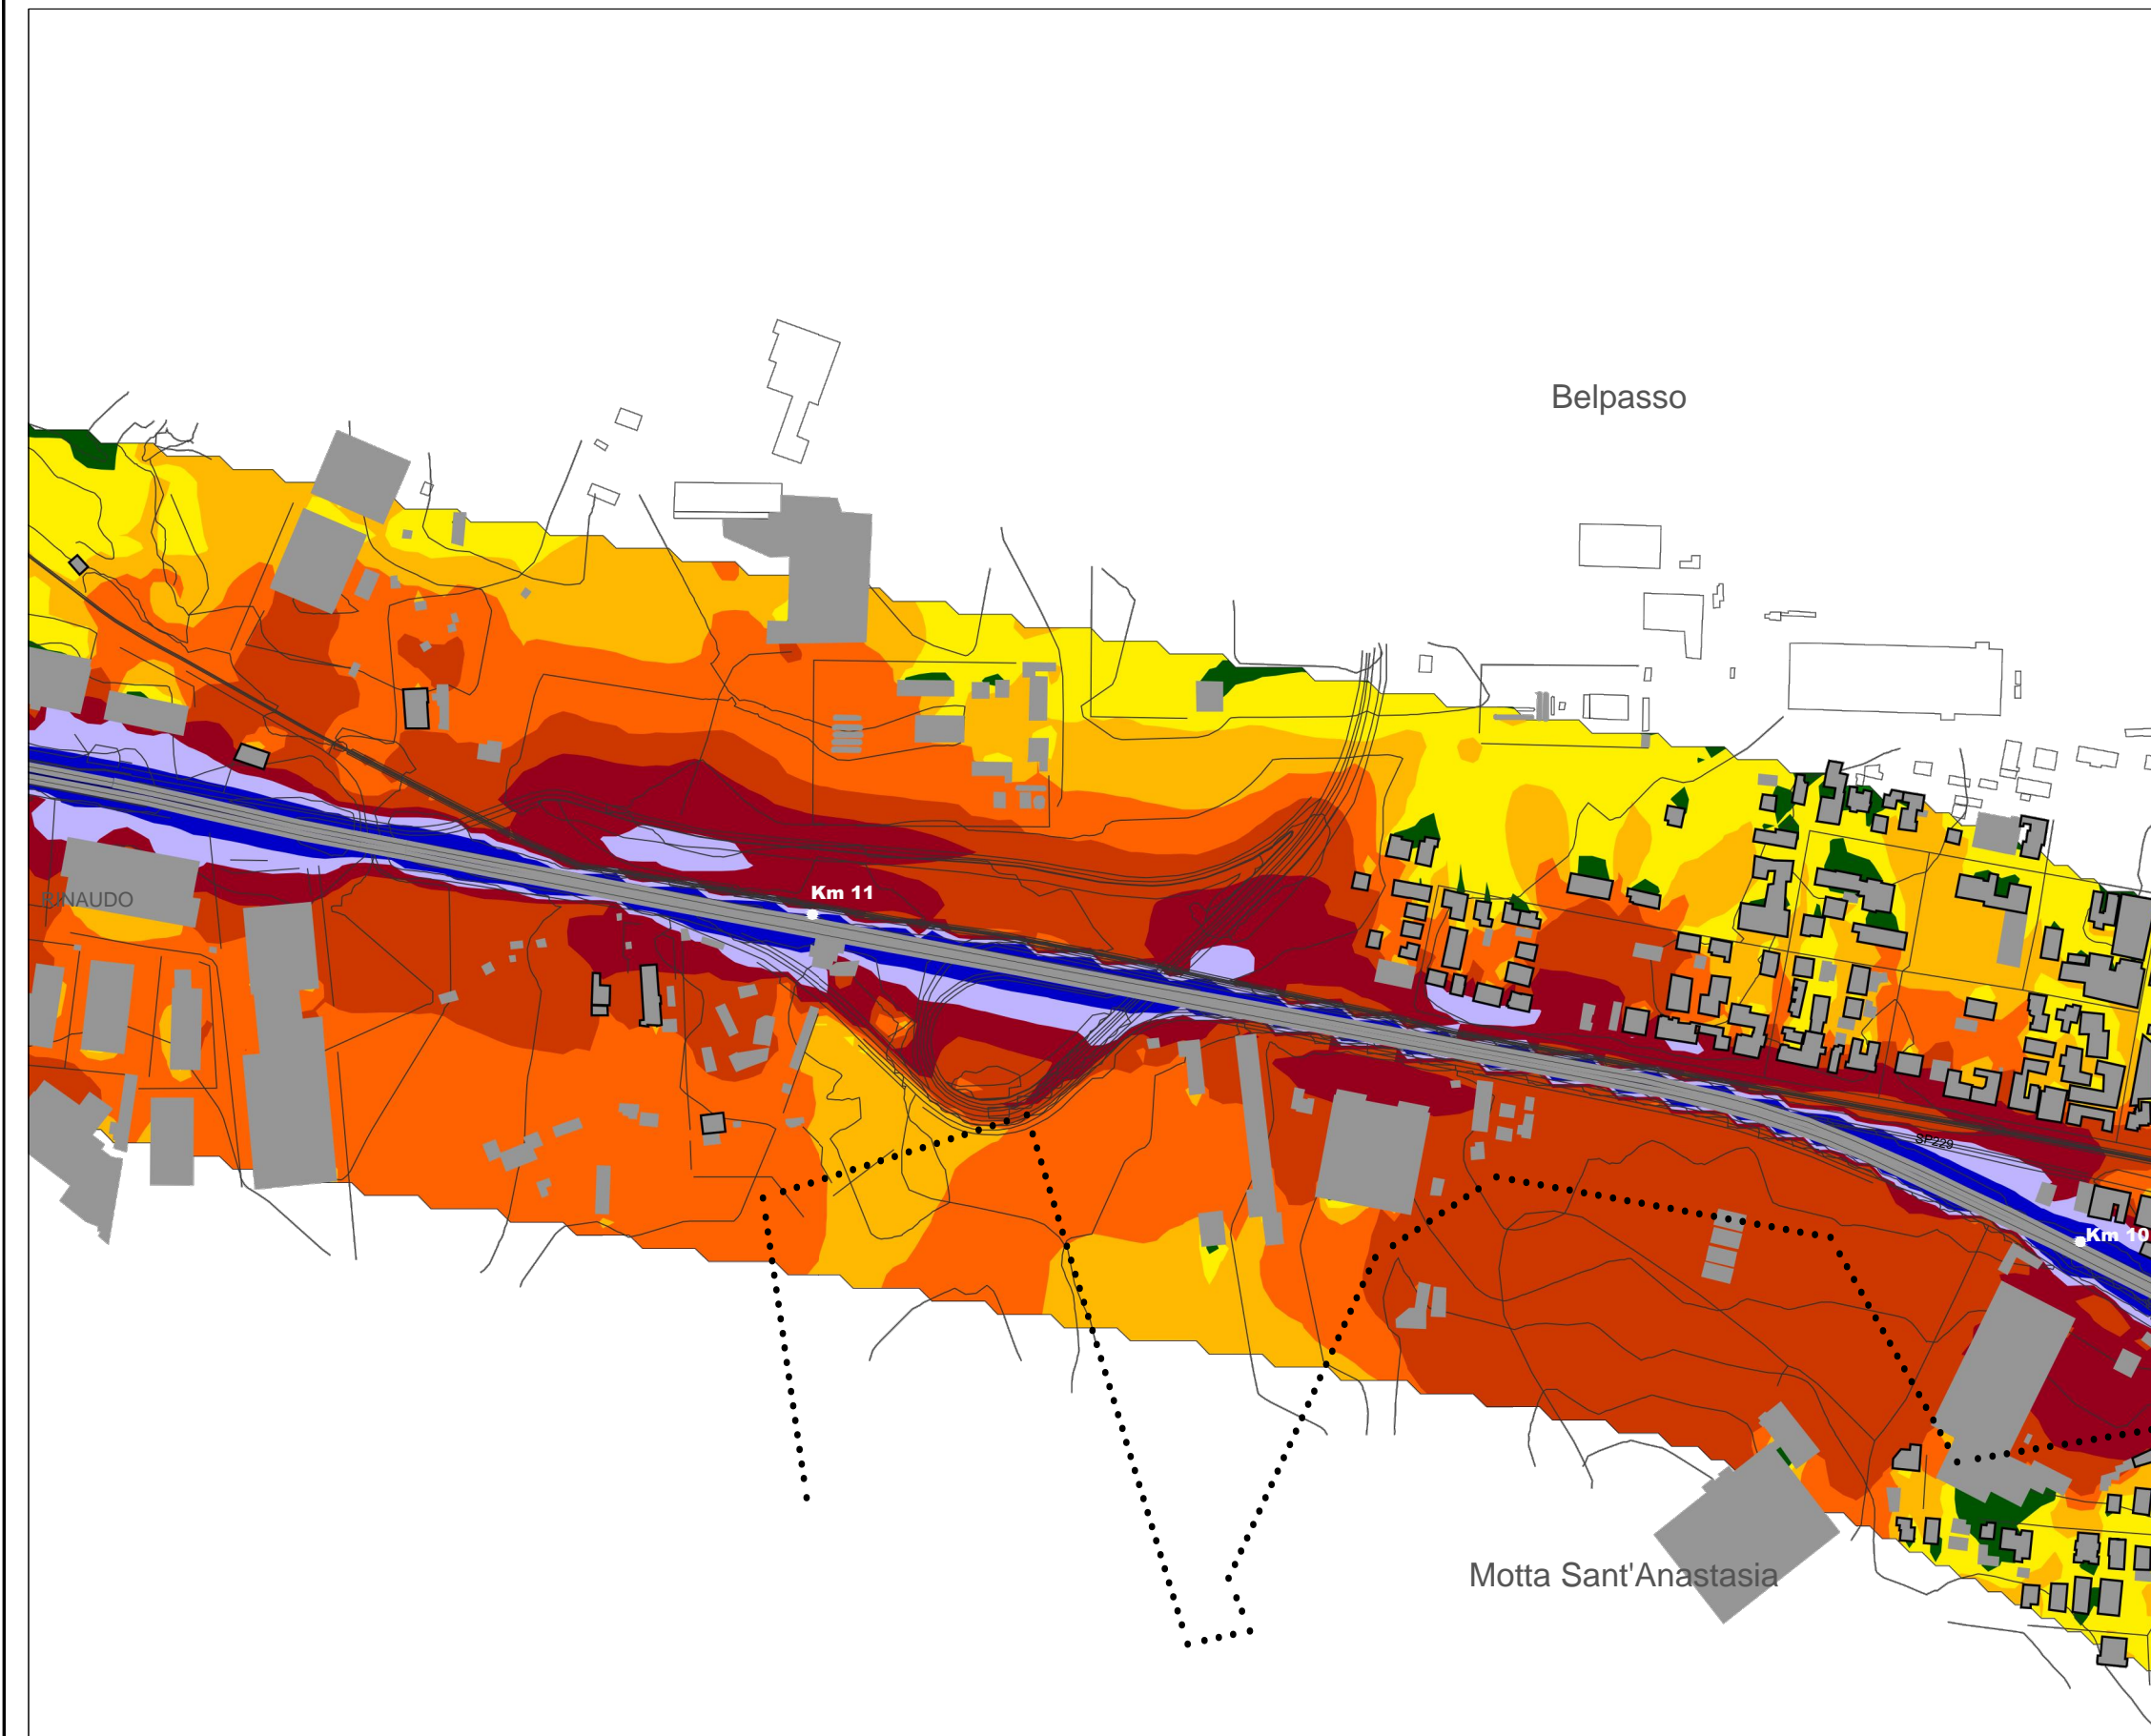 Belpasso
Km 11
RINAUDO
SP229
Km 10
Motta Sant'Anastasia